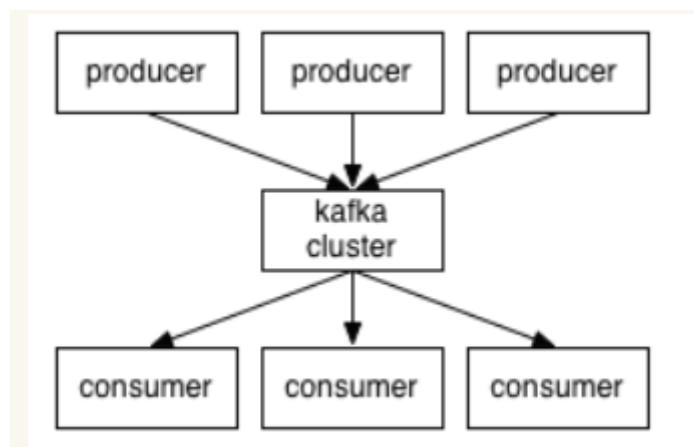 producer
producer
producer
kafka
cluster
consumer
consumer
consumer